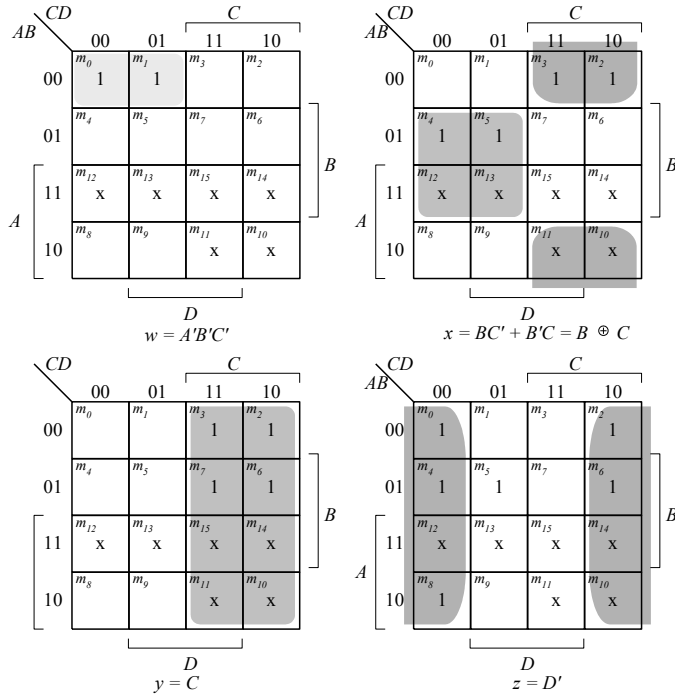 CD C
AB 00 01 11 10
m0 m1 m3 m2
00 1 1
m4 m5 m7 m6
01
B
m12 m13 m15 m14
11 x x x x
A
m8 m9 m11 m10
10 x x
D
w = A′B′C′
CD C
AB 00 01 11 10
m0 m1 m3 m2
00 1 1
m4 m5 m7 m6
01 1 1
B
m12 m13 m15 m14
11 x x x x
A
m8 m9 m11 m10
10 x x
D
x = BC′ + B′C = B ⊕ C
CD C
AB 00 01 11 10
m0 m1 m3 m2
00 1 1
m4 m5 m7 m6
01 1 1
B
m12 m13 m15 m14
11 x x x x
A
m8 m9 m11 m10
10 x x
D
y = C
CD C
AB 00 01 11 10
m0 m1 m3 m2
00 1 1
m4 m5 m7 m6
01 1 1 1
B
m12 m13 m15 m14
11 x x x x
A
m8 m9 m11 m10
10 1 x x
D
z = D′